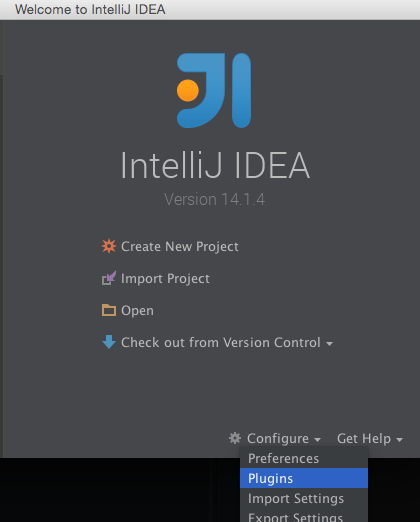 Welcome to IntelliJ IDEA
IntelliJ IDEA
Version 14.1.4
Create New Project
Import Project
Open
Check out from Version Control
Configure Get Help
Preferences
Plugins
Import Settings
Export Settings